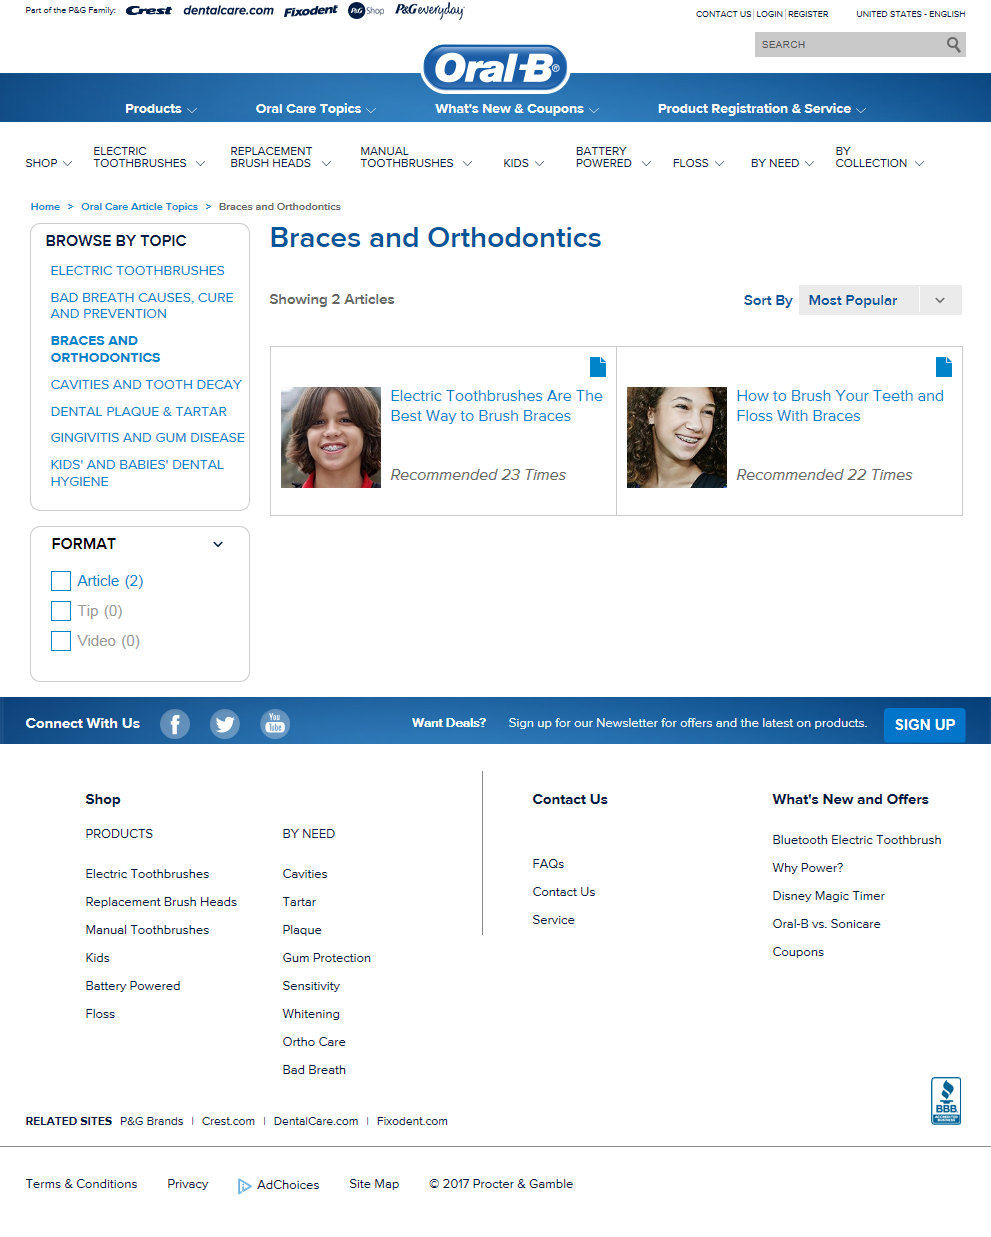 Part of the P&G Family: Crest dentalcare.com Fixodent P&G Shop P&G everyday
CONTACT US | LOGIN | REGISTER UNITED STATES - ENGLISH
SEARCH
Oral-B®
Products Oral Care Topics What's New & Coupons Product Registration & Service
SHOP
ELECTRIC
TOOTHBRUSHES
REPLACEMENT
BRUSH HEADS
MANUAL
TOOTHBRUSHES
KIDS
BATTERY
POWERED
FLOSS
BY NEED
BY
COLLECTION
Home > Oral Care Article Topics > Braces and Orthodontics
BROWSE BY TOPIC
ELECTRIC TOOTHBRUSHES
BAD BREATH CAUSES, CURE
AND PREVENTION
BRACES AND
ORTHODONTICS
CAVITIES AND TOOTH DECAY
DENTAL PLAQUE & TARTAR
GINGIVITIS AND GUM DISEASE
KIDS' AND BABIES' DENTAL
HYGIENE
FORMAT
Article (2)
Tip (0)
Video (0)
Braces and Orthodontics
Showing 2 Articles
Sort By Most Popular
Electric Toothbrushes Are The
Best Way to Brush Braces
Recommended 23 Times
How to Brush Your Teeth and
Floss With Braces
Recommended 22 Times
Connect With Us
You
Tube
Want Deals? Sign up for our Newsletter for offers and the latest on products. SIGN UP
Shop
PRODUCTS
Electric Toothbrushes
Replacement Brush Heads
Manual Toothbrushes
Kids
Battery Powered
Floss
BY NEED
Cavities
Tartar
Plaque
Gum Protection
Sensitivity
Whitening
Ortho Care
Bad Breath
Contact Us
FAQs
Contact Us
Service
What's New and Offers
Bluetooth Electric Toothbrush
Why Power?
Disney Magic Timer
Oral-B vs. Sonicare
Coupons
BBB
ACCREDITED
BUSINESS
RELATED SITES P&G Brands | Crest.com | DentalCare.com | Fixodent.com
Terms & Conditions Privacy AdChoices Site Map © 2017 Procter & Gamble